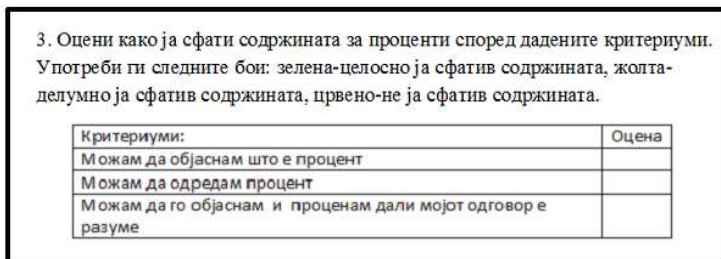 3. Оцени како ја сфати содржината за проценти според дадените критериуми.
Употреби ги следните бои: зелена-целосно ја сфатив содржината, жолта-
делумно ја сфатив содржината, црвено-не ја сфатив содржината.
Критериуми: Оцена
Можам да објаснам што е процент
Можам да одредам процент
Можам да го објаснам и проценам дали мојот одговор е
разуме